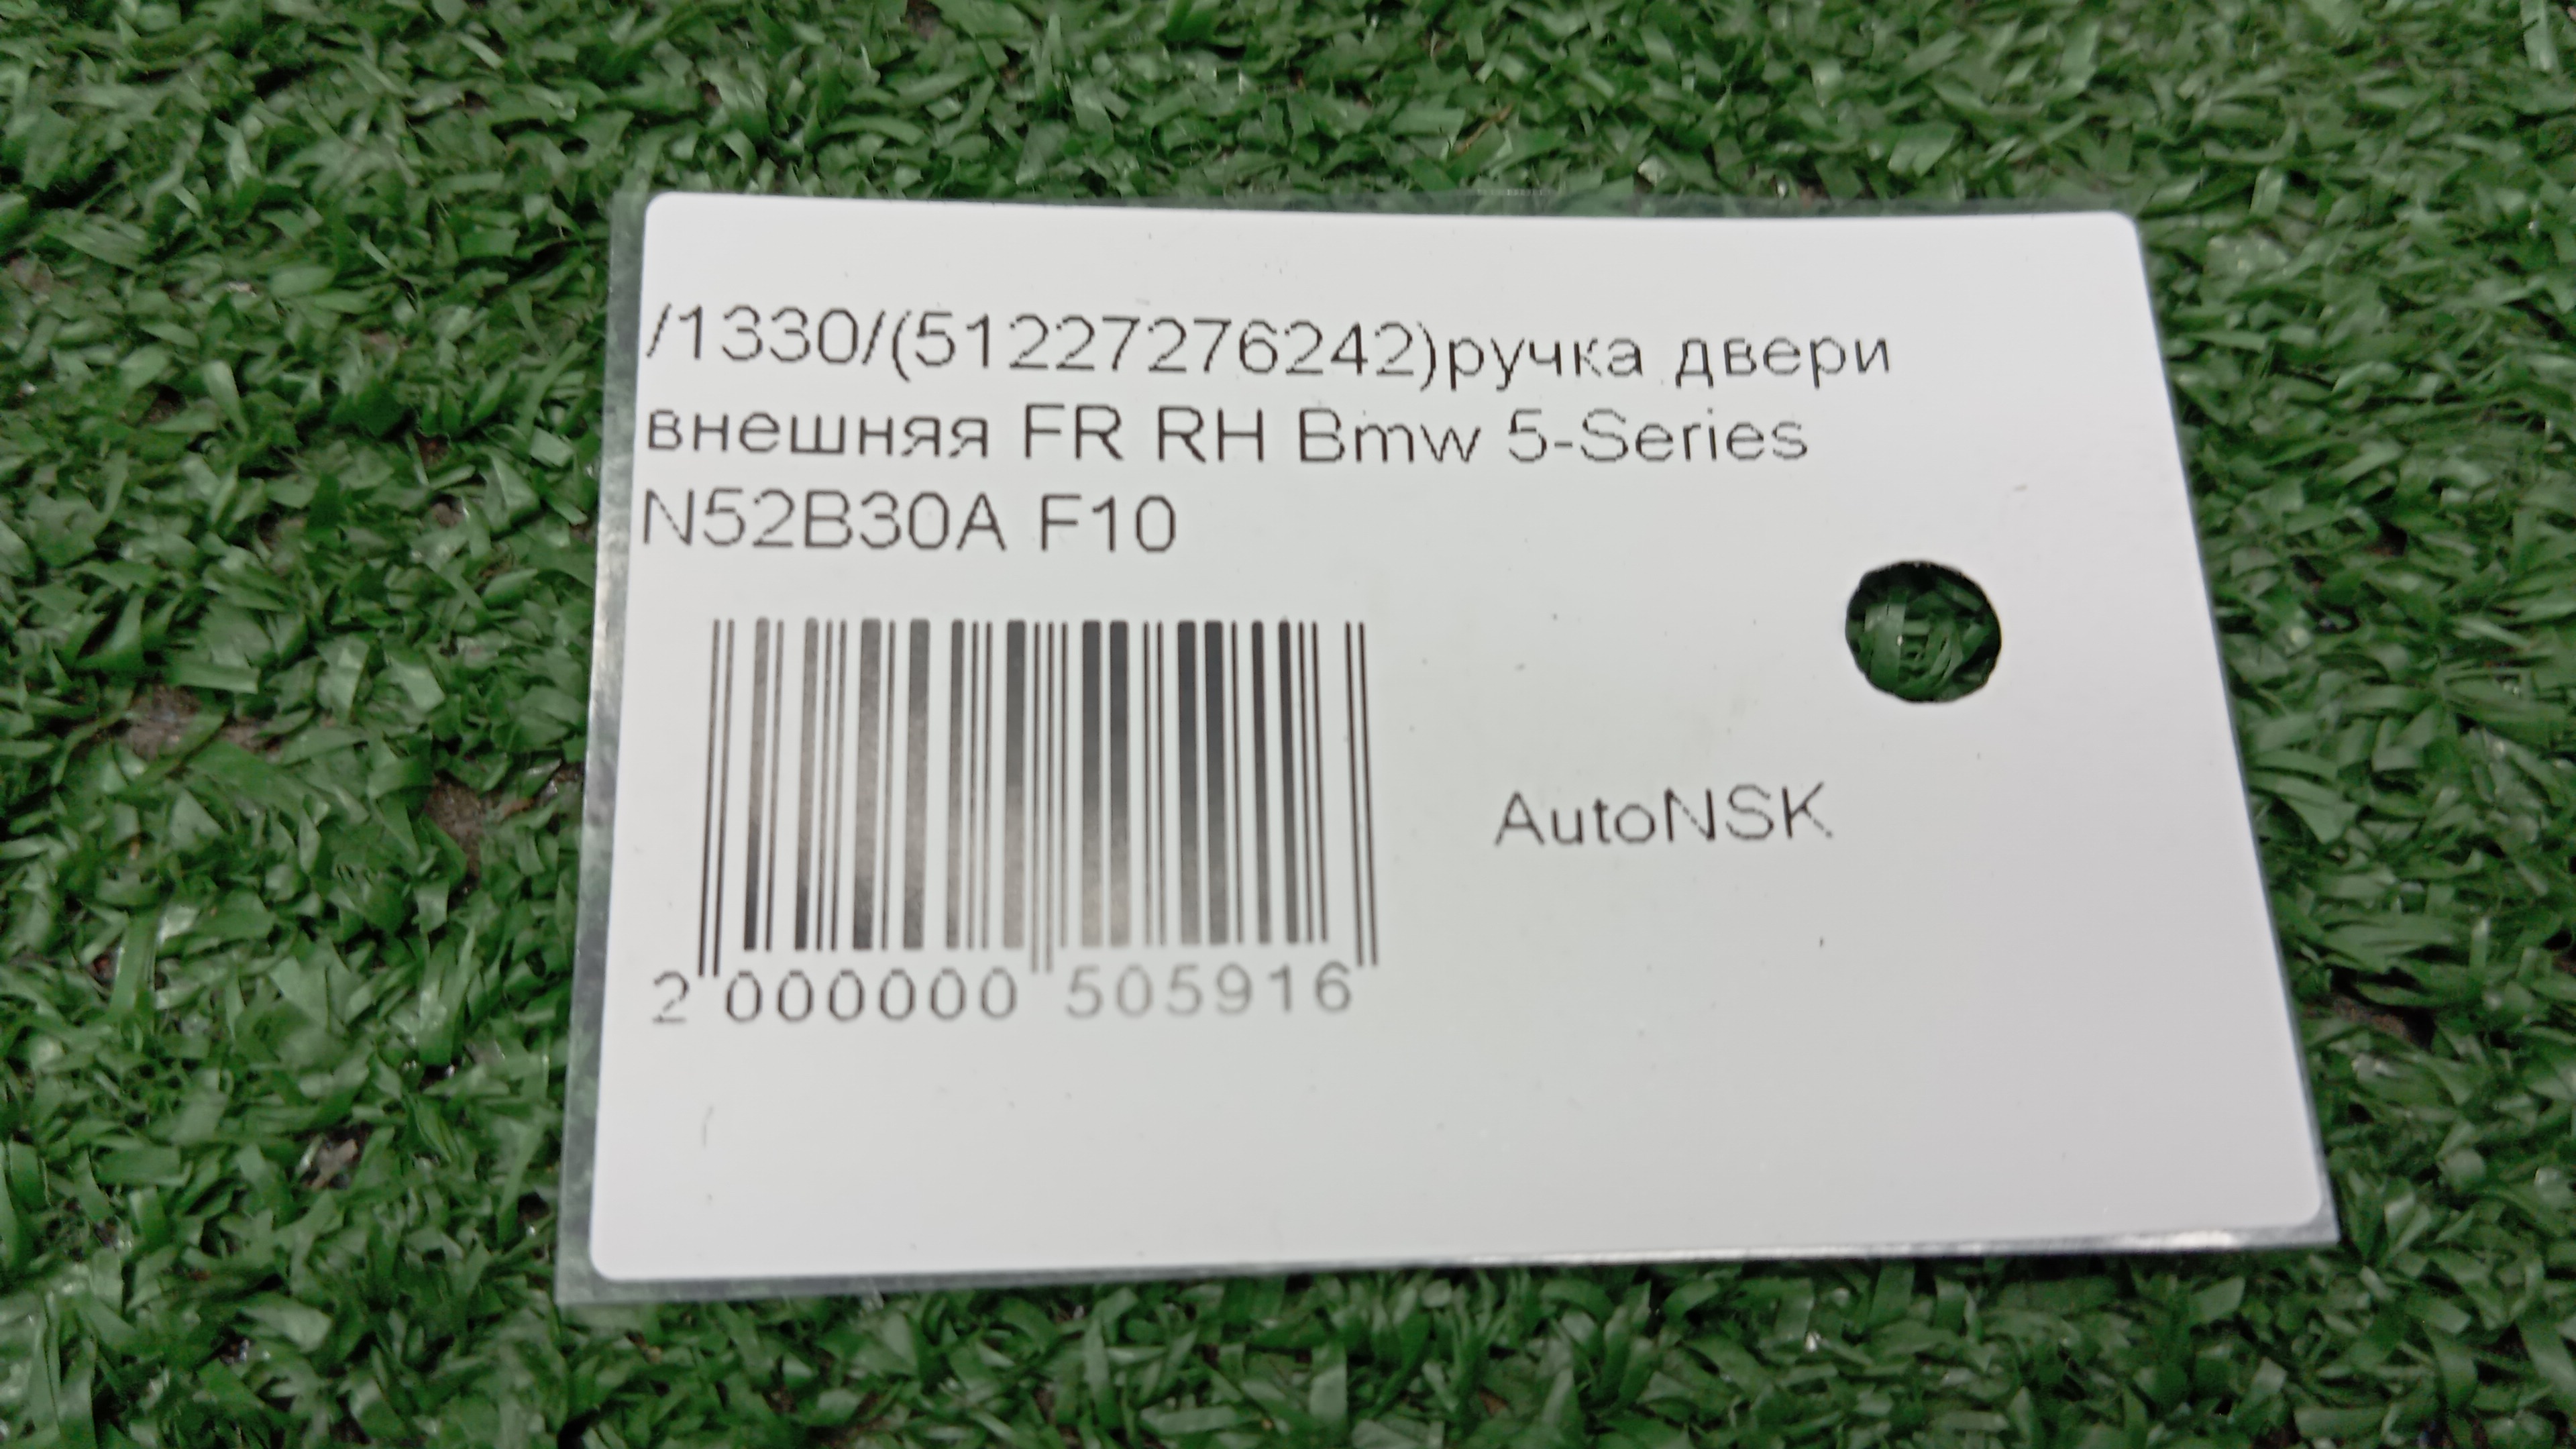 /1330/(51227276242)ручка двери
внешняя FR RH Bmw 5-Series
N52B30A F10
AutoNSK
2 000000 505916